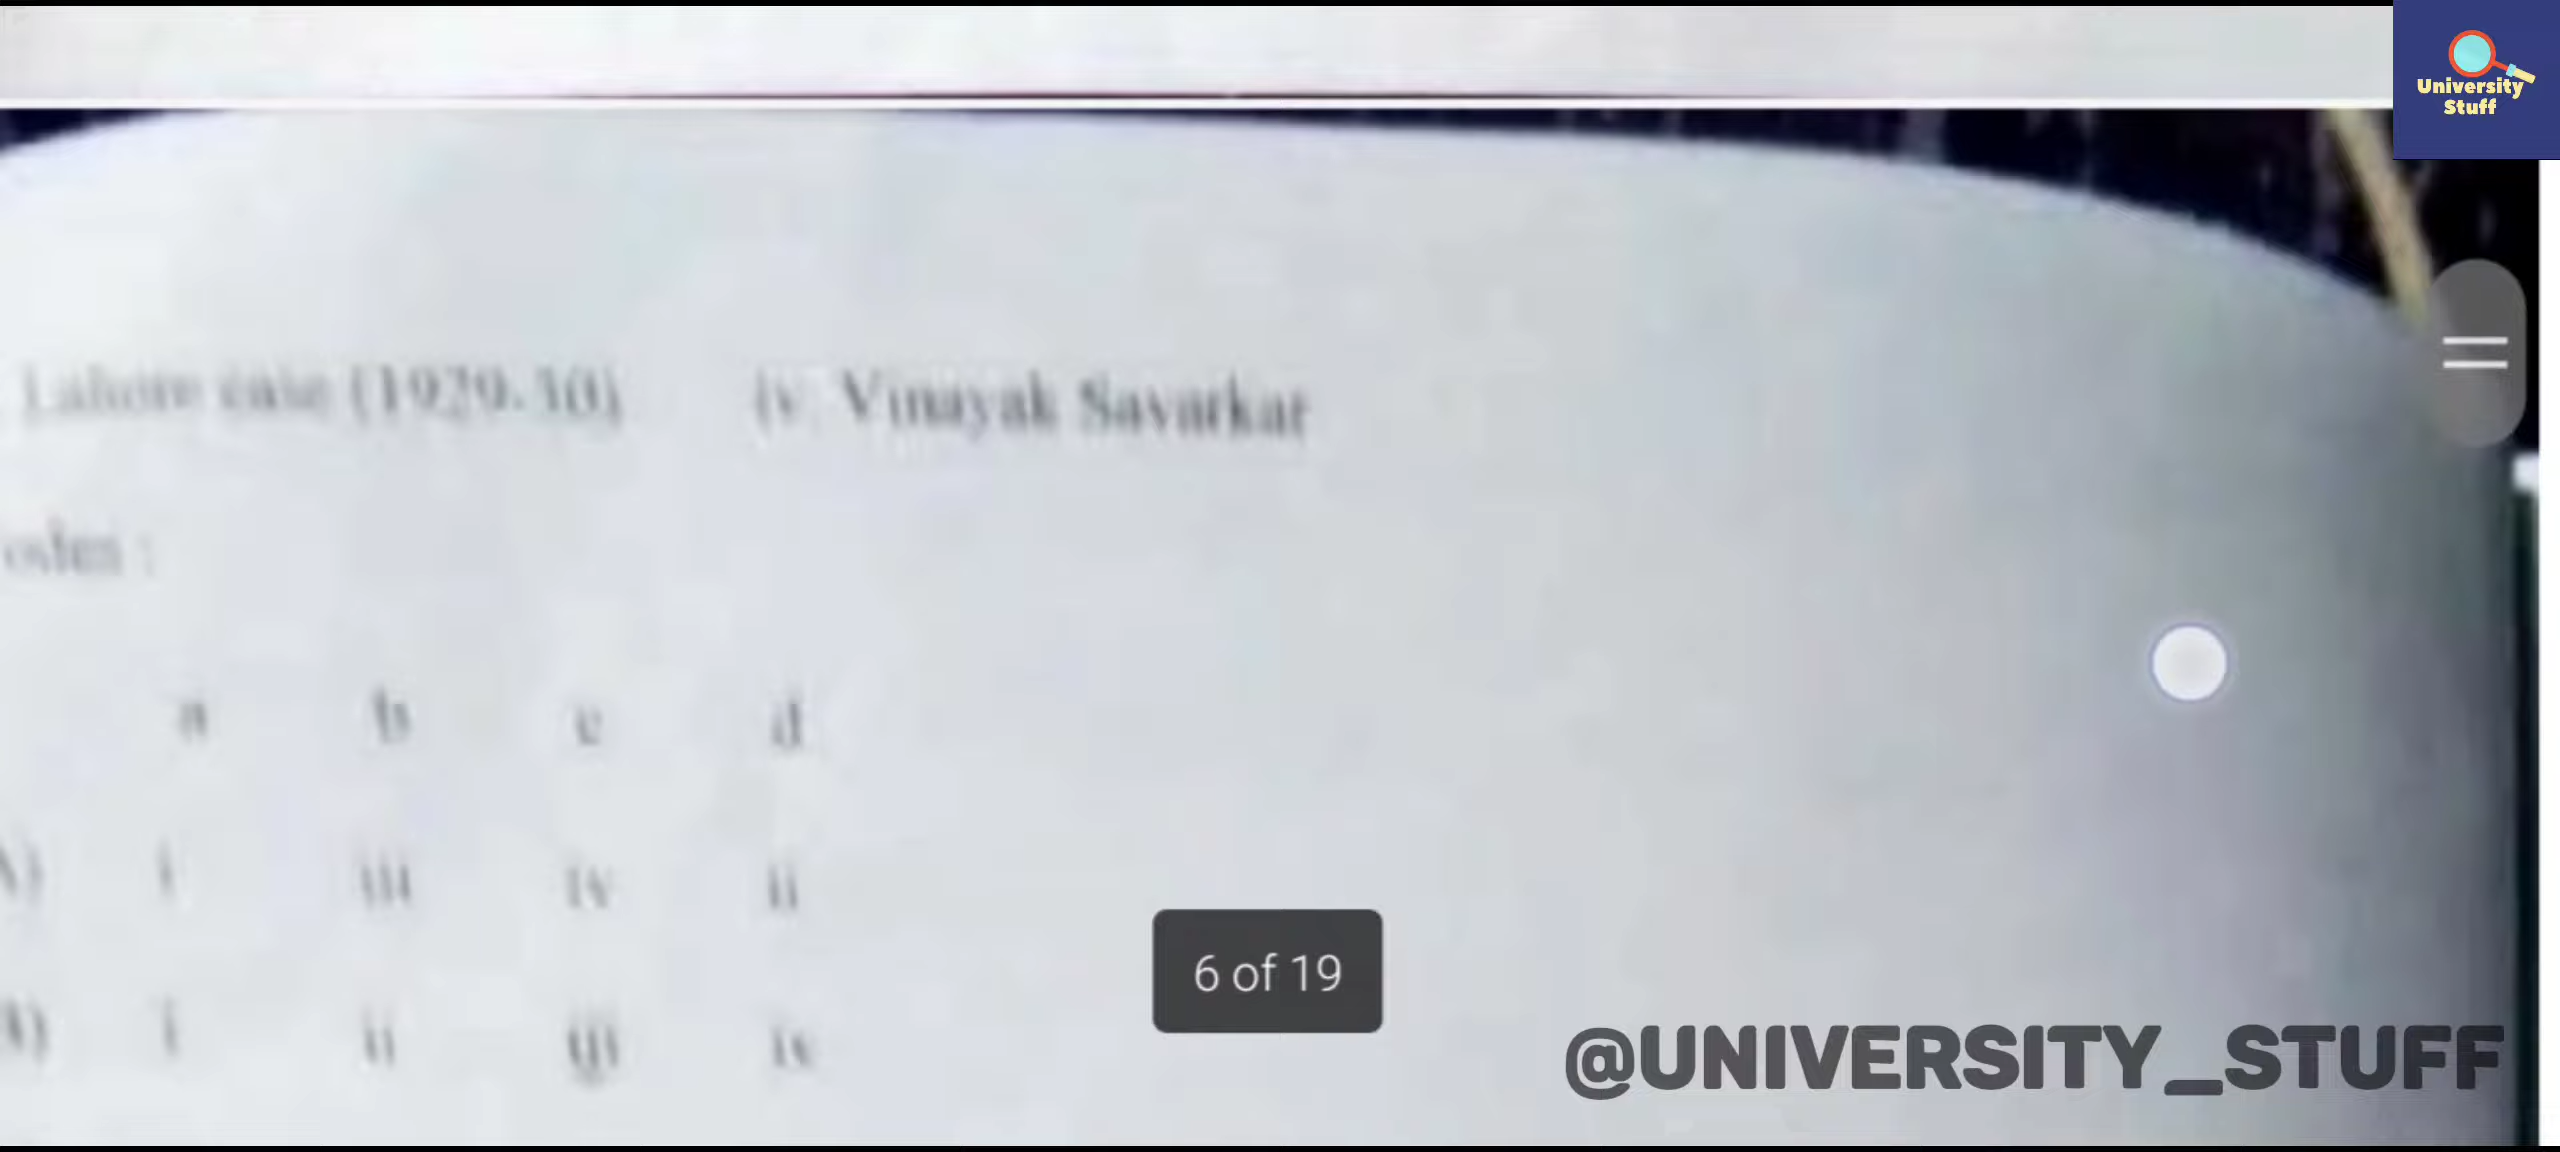 University
Stuff
Lahore case (1929-30) iv. Vinayak Savarkar
odes :
a b c d
A) i iii iv ii
B) i ii iii iv
6 of 19
@UNIVERSITY_STUFF